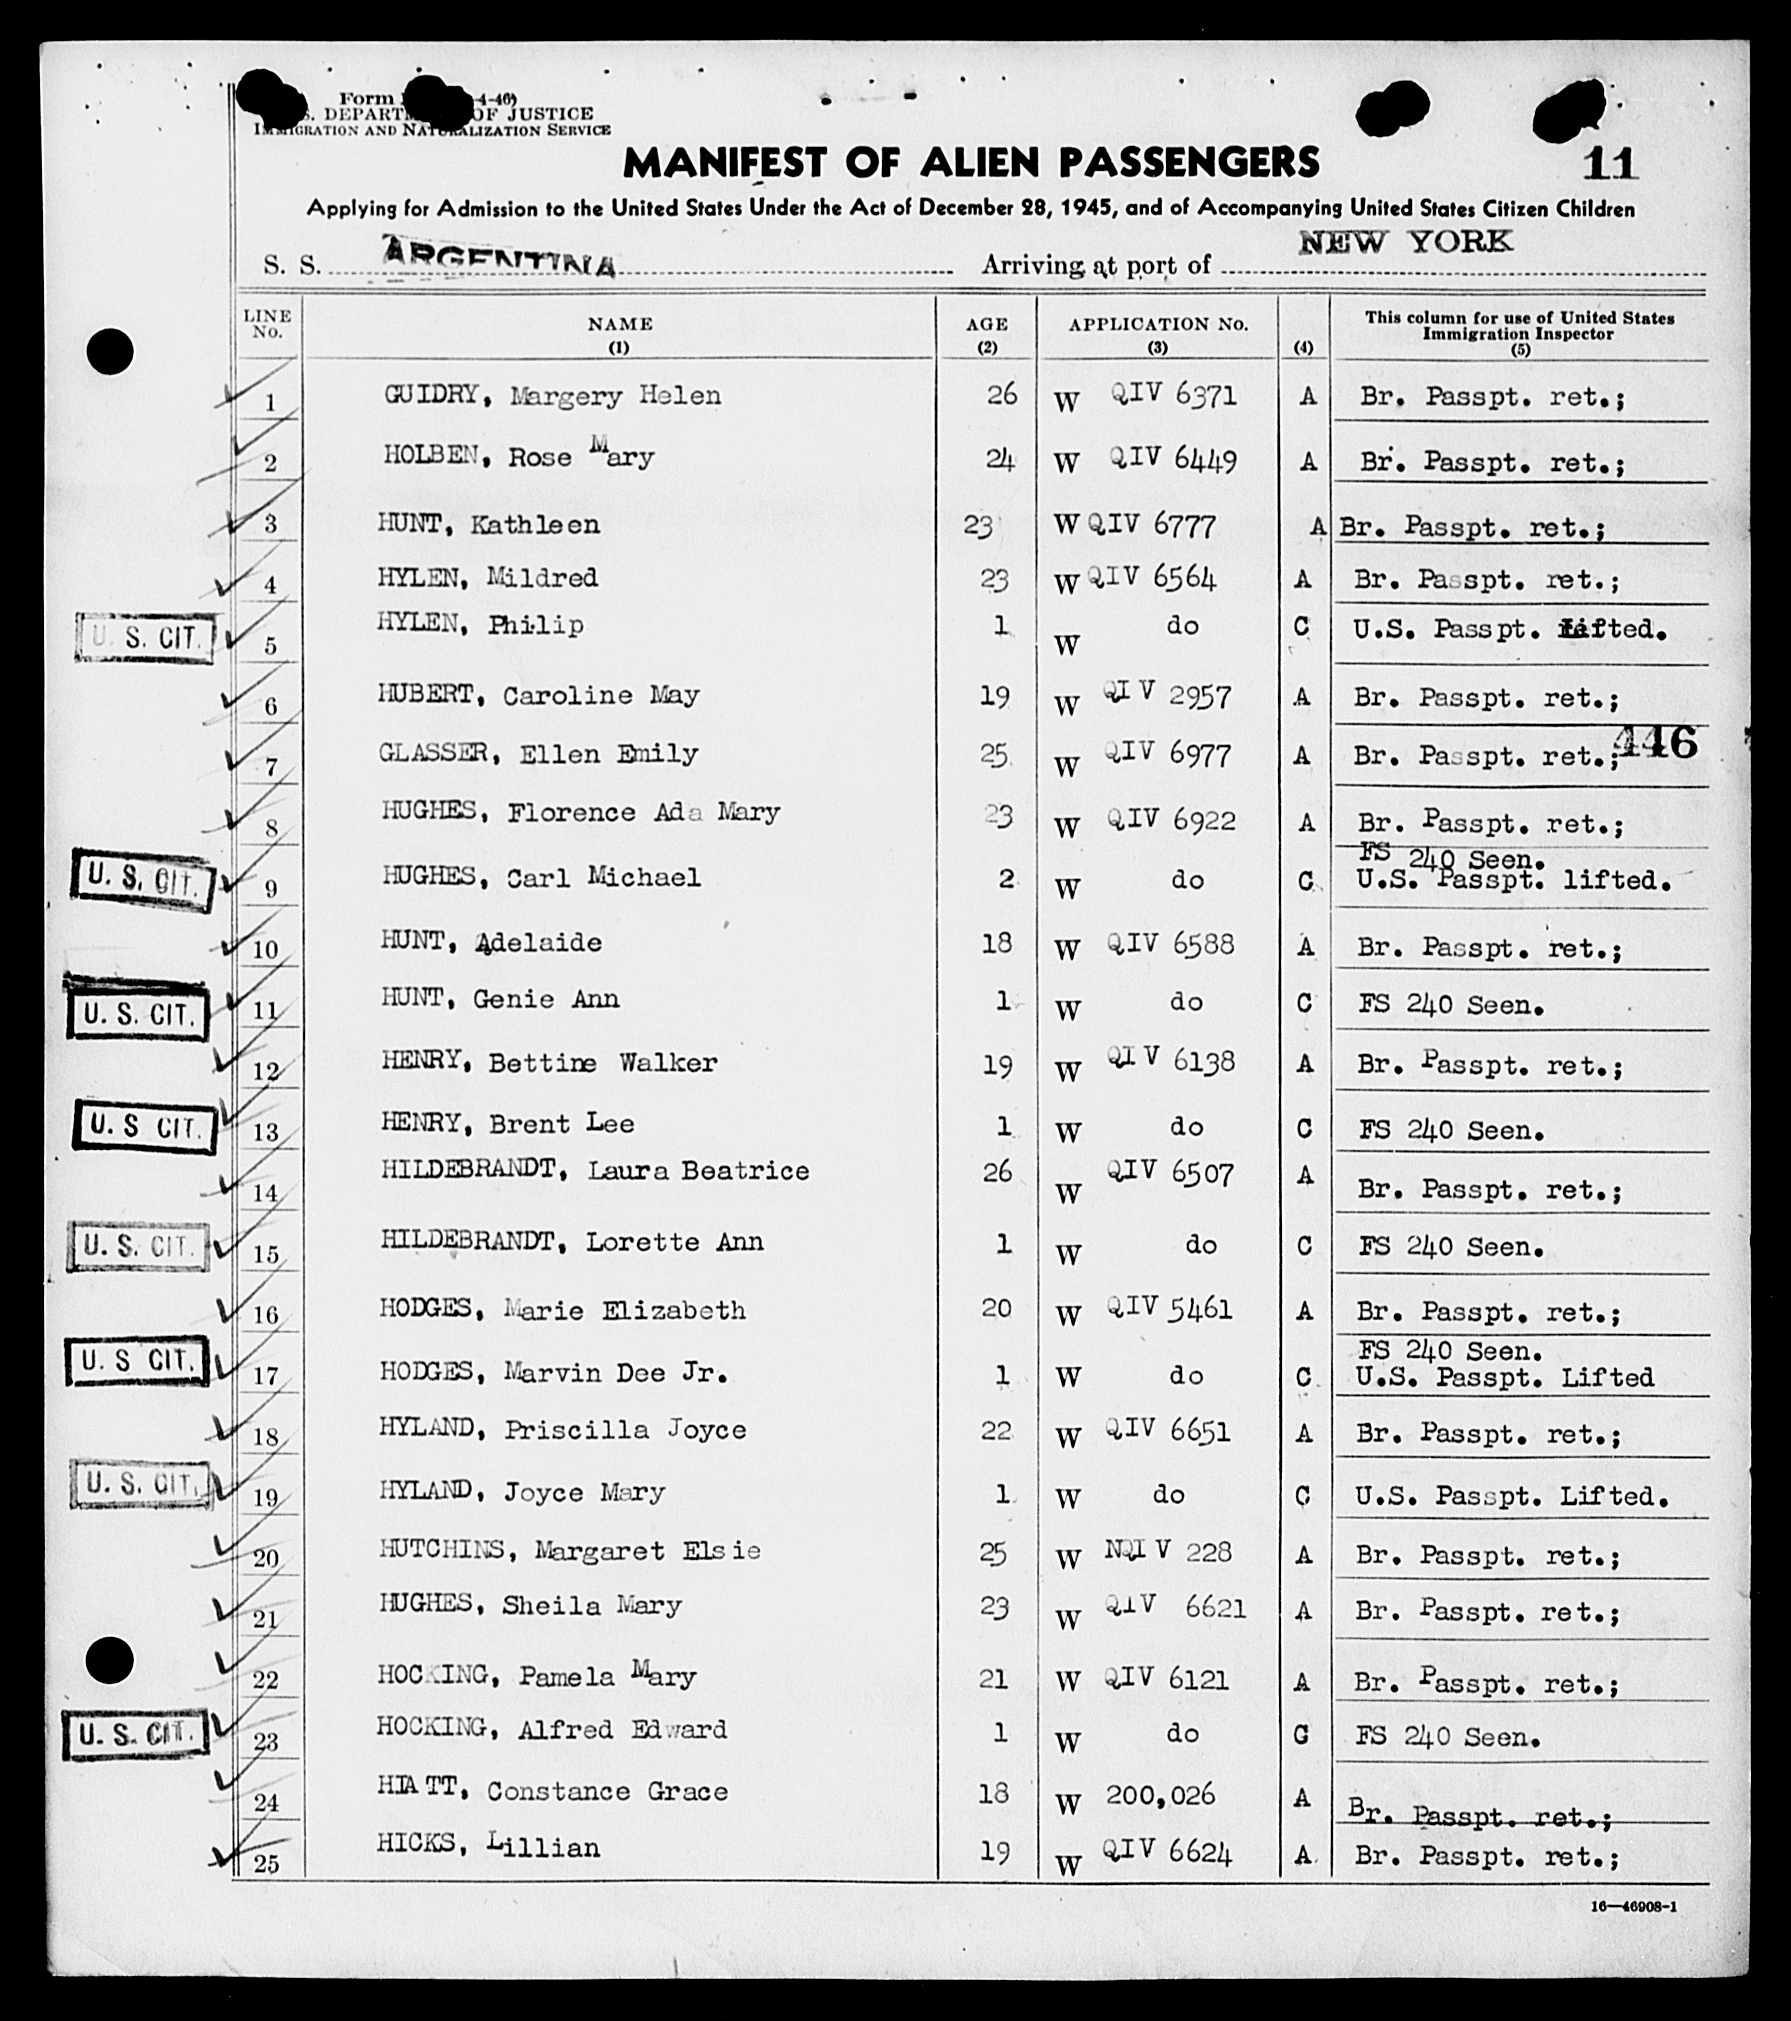 Form 4-46)
S. DEPARTMENT OF JUSTICE
IMMIGRATION AND NATURALIZATION SERVICE
MANIFEST OF ALIEN PASSENGERS 11
Applying for Admission to the United States Under the Act of December 28, 1945, and of Accompanying United States Citizen Children
S. S. ARGENTINA Arriving at port of NEW YORK
LINE No. NAME (1) AGE (2) APPLICATION No. (3) (4) This column for use of United States Immigration Inspector (5)
1 GUIDRY, Margery Helen 26 W QIV 6371 A Br. Passpt. ret.;
2 HOLBEN, Rose Mary 24 W QIV 6449 A Br. Passpt. ret.;
3 HUNT, Kathleen 23 W QIV 6777 A Br. Passpt. ret.;
4 HYLEN, Mildred 23 W QIV 6564 A Br. Passpt. ret.;
U. S. CIT. 5 HYLEN, Philip 1 W do C U.S. Passpt. Lifted.
6 HUBERT, Caroline May 19 W QIV 2957 A Br. Passpt. ret.;
446
7 GLASSER, Ellen Emily 25 W QIV 6977 A Br. Passpt. ret.;
8 HUGHES, Florence Ada Mary 23 W QIV 6922 A Br. Passpt. ret.;
FS 240 Seen.
U. S. CIT. 9 HUGHES, Carl Michael 2 W do C U.S. Passpt. lifted.
10 HUNT, Adelaide 18 W QIV 6588 A Br. Passpt. ret.;
U. S. CIT. 11 HUNT, Genie Ann 1 W do C FS 240 Seen.
12 HENRY, Bettine Walker 19 W QIV 6138 A Br. Passpt. ret.;
U. S CIT. 13 HENRY, Brent Lee 1 W do C FS 240 Seen.
14 HILDEBRANDT, Laura Beatrice 26 W QIV 6507 A Br. Passpt. ret.;
U. S. CIT. 15 HILDEBRANDT, Lorette Ann 1 W do C FS 240 Seen.
16 HODGES, Marie Elizabeth 20 W QIV 5461 A Br. Passpt. ret.;
FS 240 Seen.
U. S CIT. 17 HODGES, Marvin Dee Jr. 1 W do C U.S. Passpt. Lifted
18 HYLAND, Priscilla Joyce 22 W QIV 6651 A Br. Passpt. ret.;
U. S. CIT. 19 HYLAND, Joyce Mary 1 W do C U.S. Passpt. Lifted.
20 HUTCHINS, Margaret Elsie 25 W NQIV 228 A Br. Passpt. ret.;
21 HUGHES, Sheila Mary 23 W QIV 6621 A Br. Passpt. ret.;
22 HOCKING, Pamela Mary 21 W QIV 6121 A Br. Passpt. ret.;
U. S. CIT. 23 HOCKING, Alfred Edward 1 W do C FS 240 Seen.
24 HIATT, Constance Grace 18 W 200,026 A Br. Passpt. ret.;
25 HICKS, Lillian 19 W QIV 6624 A Br. Passpt. ret.;
16—46908-1